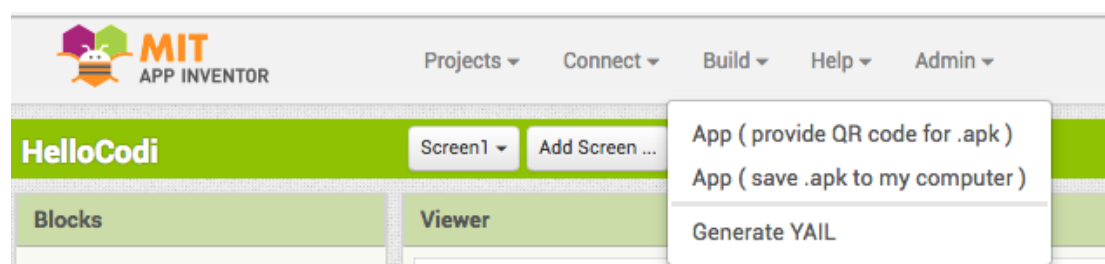 MIT
APP INVENTOR
Projects Connect Build Help Admin
HelloCodi
Screen1 Add Screen ...
App ( provide QR code for .apk )
App ( save .apk to my computer )
Generate YAIL
Blocks
Viewer